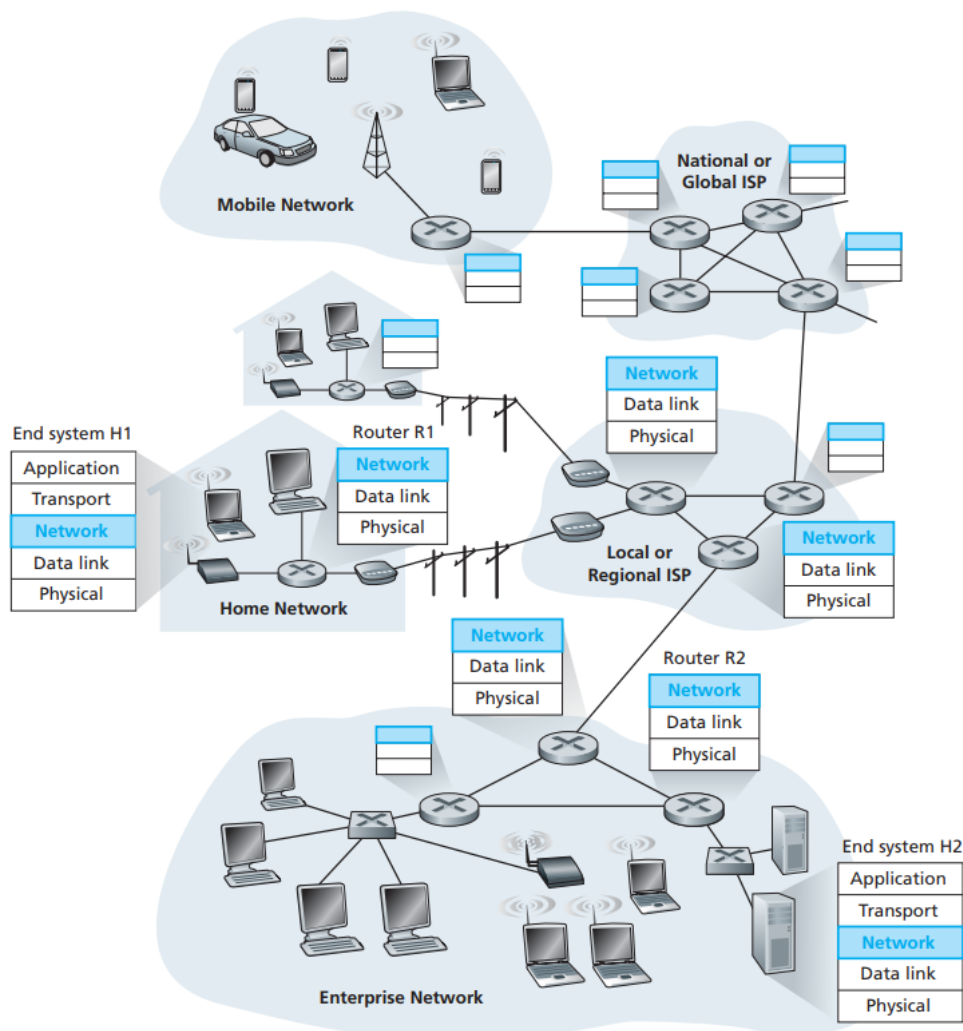 National or
Global ISP
Mobile Network
Network
Data link
Physical
End system H1
Application
Transport
Network
Data link
Physical
Router R1
Network
Data link
Physical
Home Network
Local or
Regional ISP
Network
Data link
Physical
Network
Data link
Physical
Router R2
Network
Data link
Physical
End system H2
Application
Transport
Network
Data link
Physical
Enterprise Network